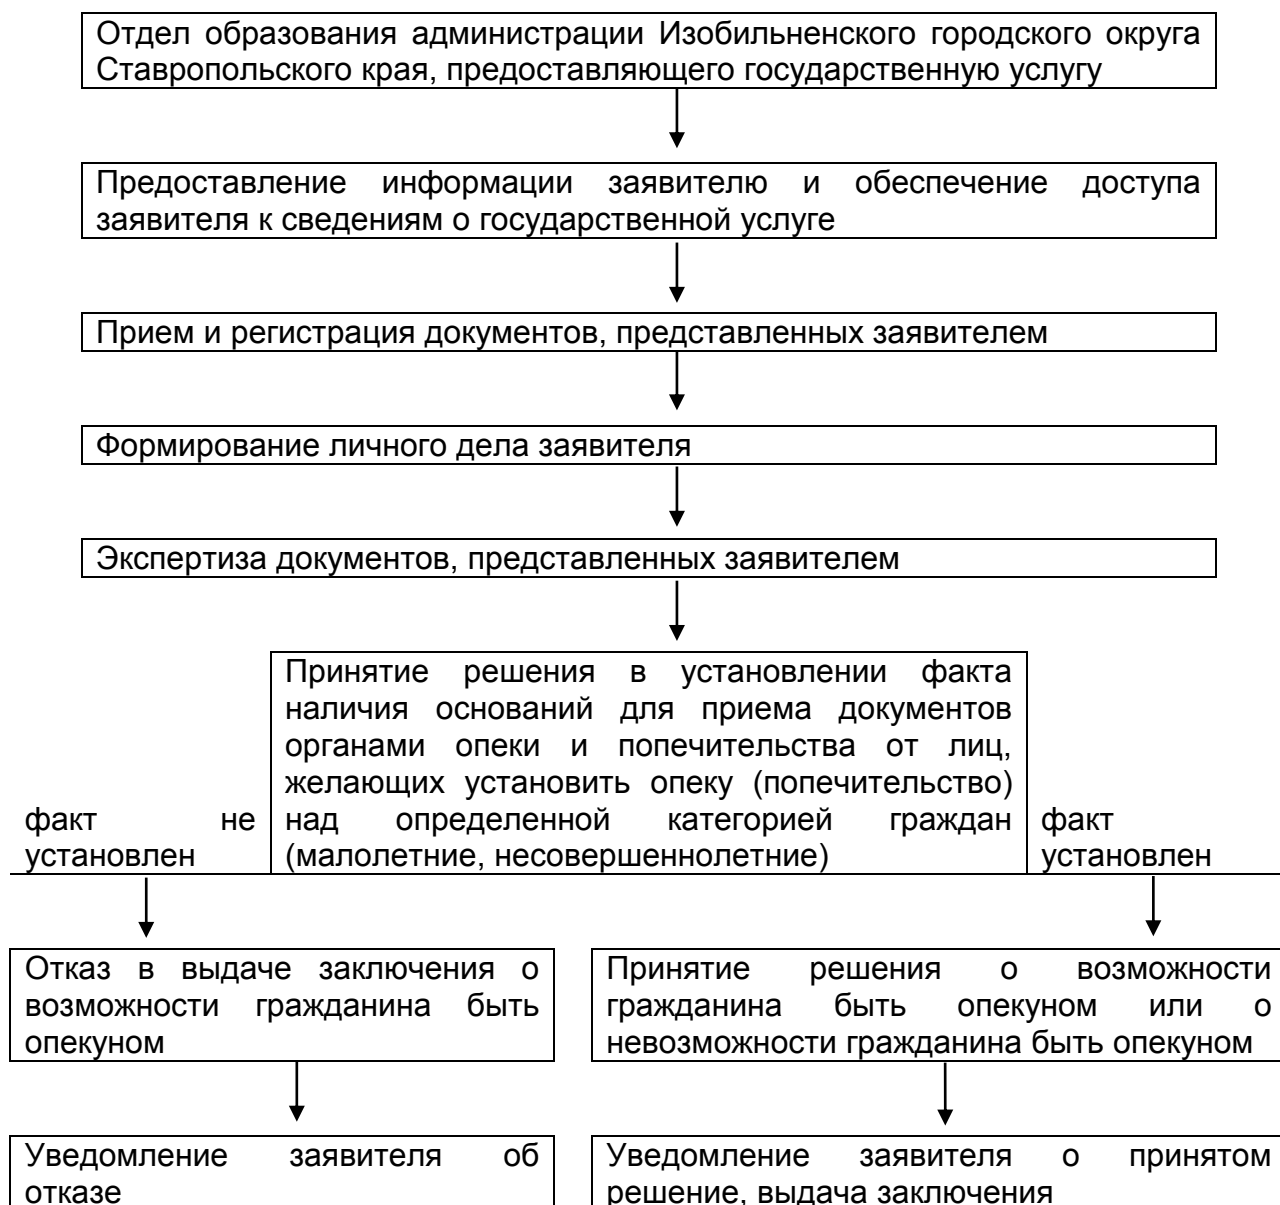 Отдел образования администрации Изобильненского городского округа
Ставропольского края, предоставляющего государственную услугу
Предоставление информации заявителю и обеспечение доступа
заявителя к сведениям о государственной услуге
Прием и регистрация документов, представленных заявителем
Формирование личного дела заявителя
Экспертиза документов, представленных заявителем
Принятие решения в установлении факта
наличия оснований для приема документов
органами опеки и попечительства от лиц,
желающих установить опеку (попечительство)
над определенной категорией граждан
(малолетние, несовершеннолетние)
факт не
установлен
факт
установлен
Отказ в выдаче заключения о
возможности гражданина быть
опекуном
Принятие решения о возможности
гражданина быть опекуном или о
невозможности гражданина быть опекуном
Уведомление заявителя об
отказе
Уведомление заявителя о принятом
решение, выдача заключения